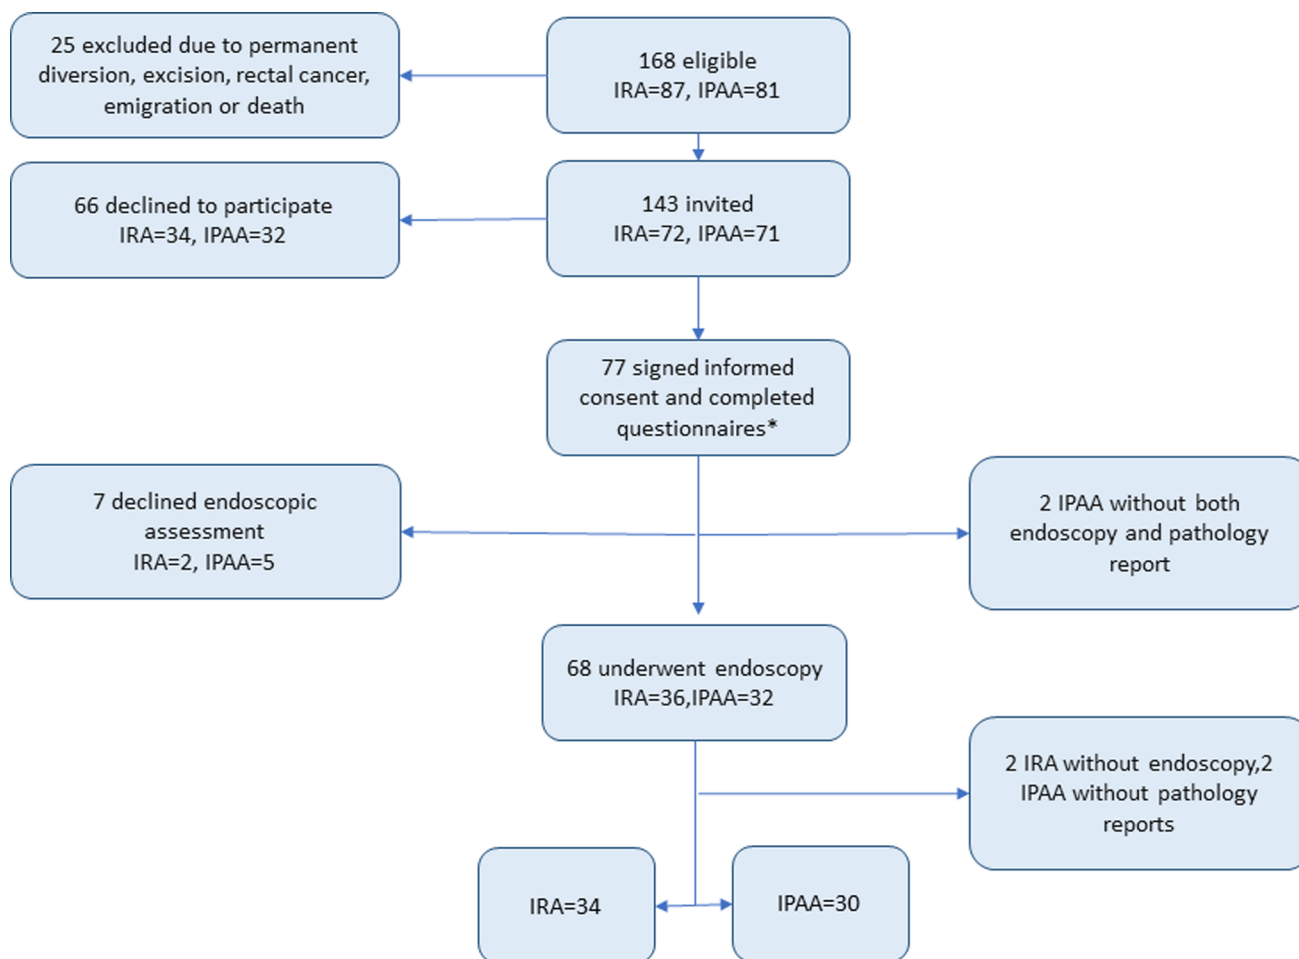 25 excluded due to permanent
diversion, excision, rectal cancer,
emigration or death
168 eligible
IRA=87, IPAA=81
66 declined to participate
IRA=34, IPAA=32
143 invited
IRA=72, IPAA=71
77 signed informed
consent and completed
questionnaires*
7 declined endoscopic
assessment
IRA=2, IPAA=5
2 IPAA without both
endoscopy and pathology
report
68 underwent endoscopy
IRA=36,IPAA=32
2 IRA without endoscopy,2
IPAA without pathology
reports
IRA=34
IPAA=30